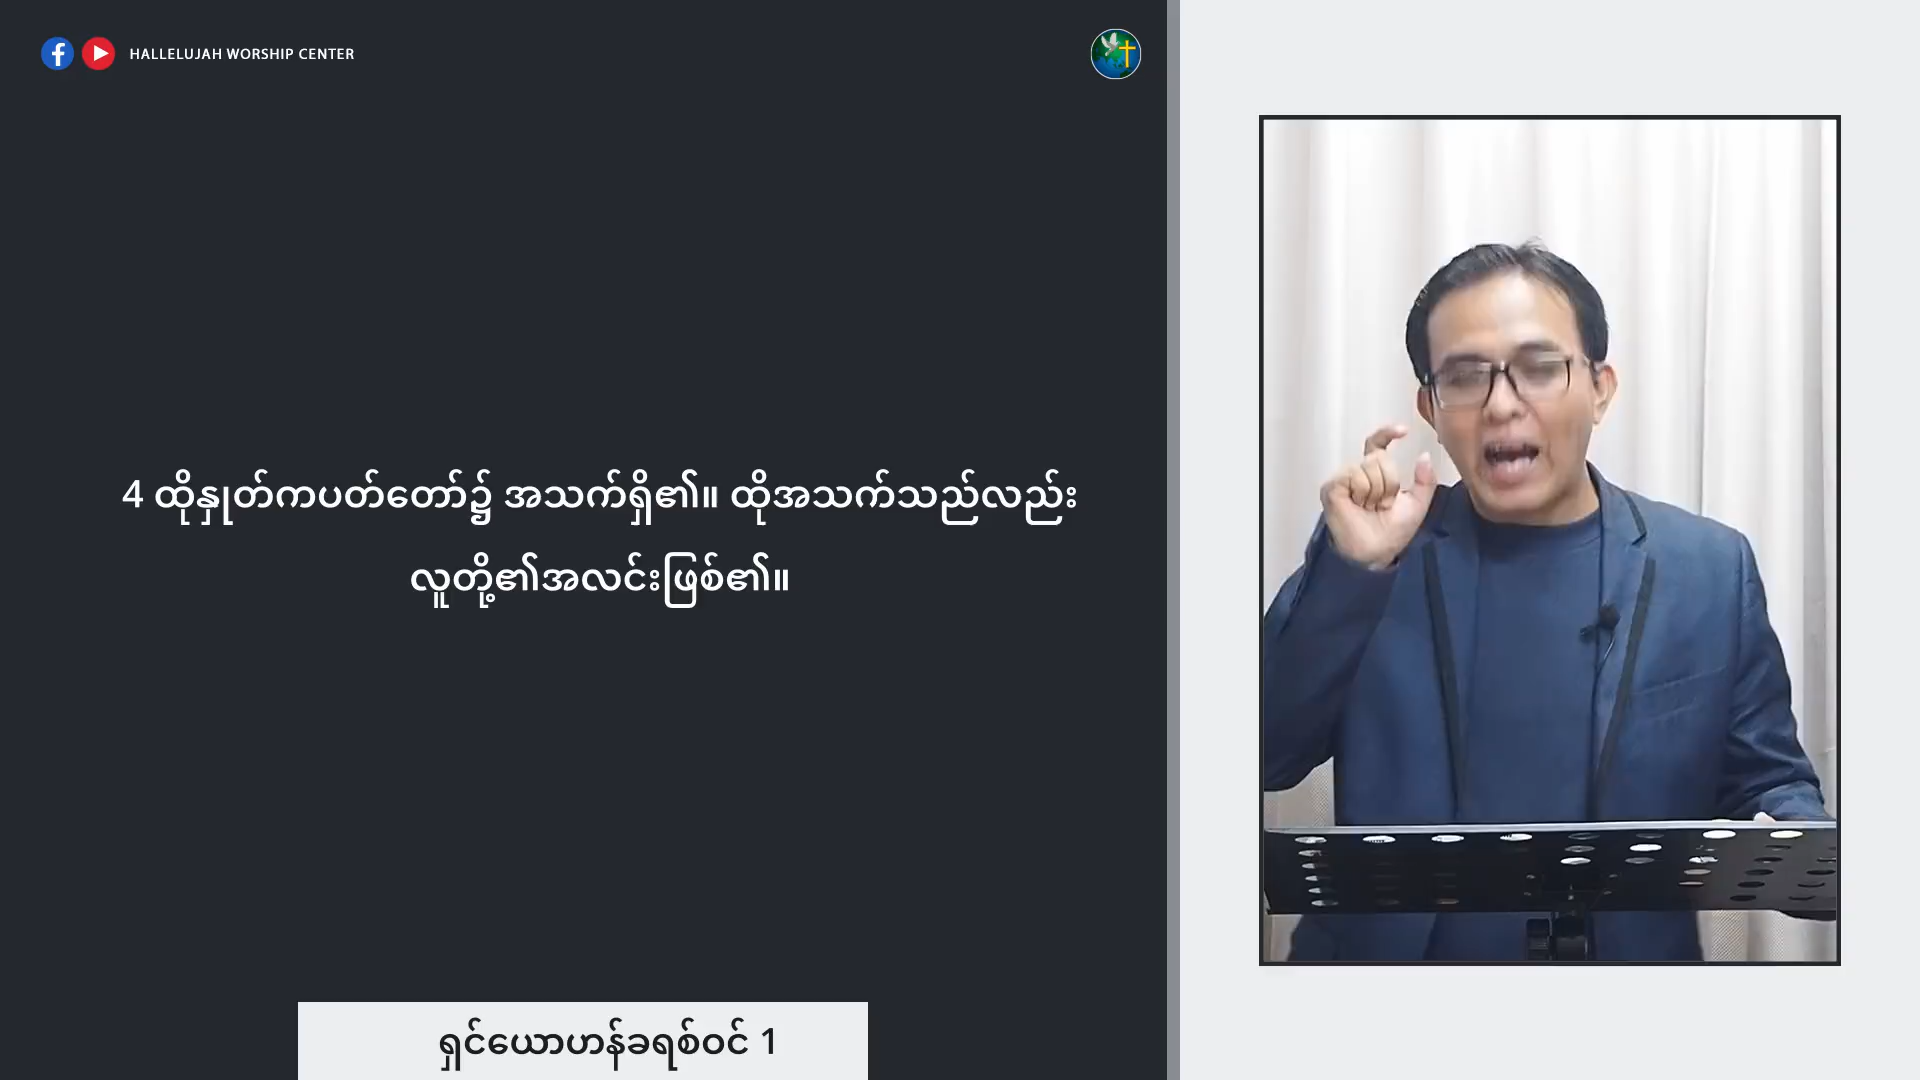 HALLELUJAH WORSHIP CENTER
4 ထိုနှုတ်ကပတ်တော်၌ အသက်ရှိ၏။ ထိုအသက်သည်လည်း
လူတို့၏အလင်းဖြစ်၏။
ရှင်ယောဟန်ခရစ်ဝင် 1